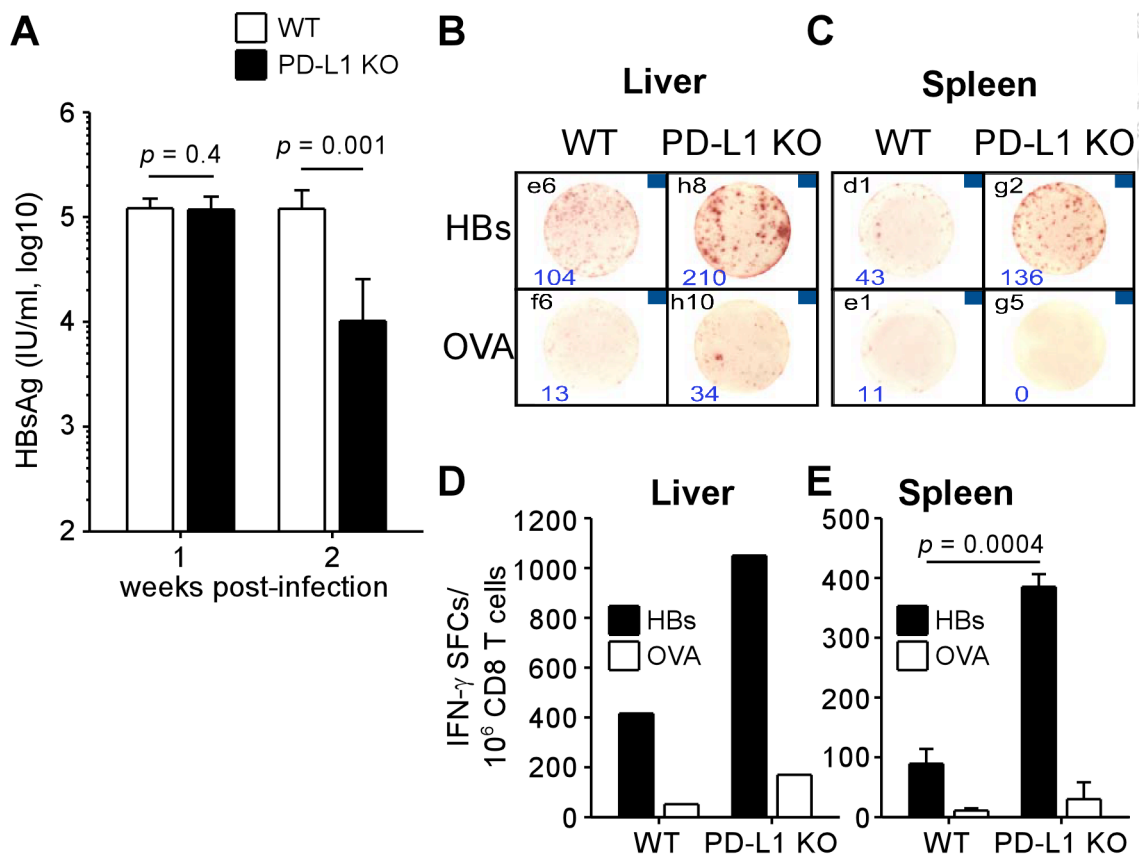 A
WT
PD-L1 KO
6
5
4
3
2
HBsAg (IU/ml, log10)
p = 0.4
p = 0.001
1
2
weeks post-infection
B
Liver
WT
PD-L1 KO
HBs
OVA
e6
104
h8
210
f6
13
h10
34
C
Spleen
WT
PD-L1 KO
d1
43
g2
136
e1
11
g5
0
D
Liver
IFN-γ SFCs/
10⁶ CD8 T cells
1200
1000
800
600
400
200
0
HBs
OVA
WT
PD-L1 KO
E
Spleen
500
400
300
200
100
0
p = 0.0004
HBs
OVA
WT
PD-L1 KO